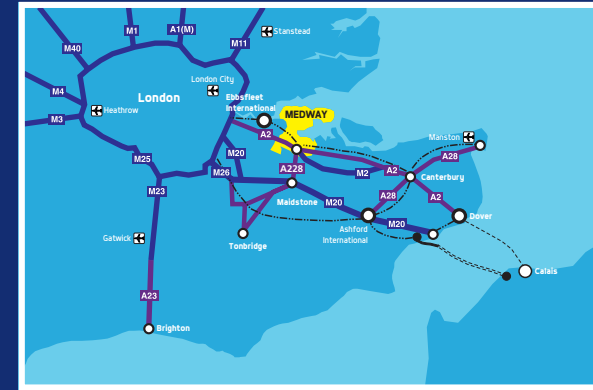 M1
A1(M)
M40
M11
Stanstead
London City
M4
London
Ebbsfleet
International
Heathrow
MEDWAY
M3
A2
Manston
M25
M20
A28
M26
A228
M2
A2
Canterbury
M23
Maidstone
M20
A28
A2
Gatwick
Tonbridge
Ashford
International
M20
Dover
Calais
A23
Brighton